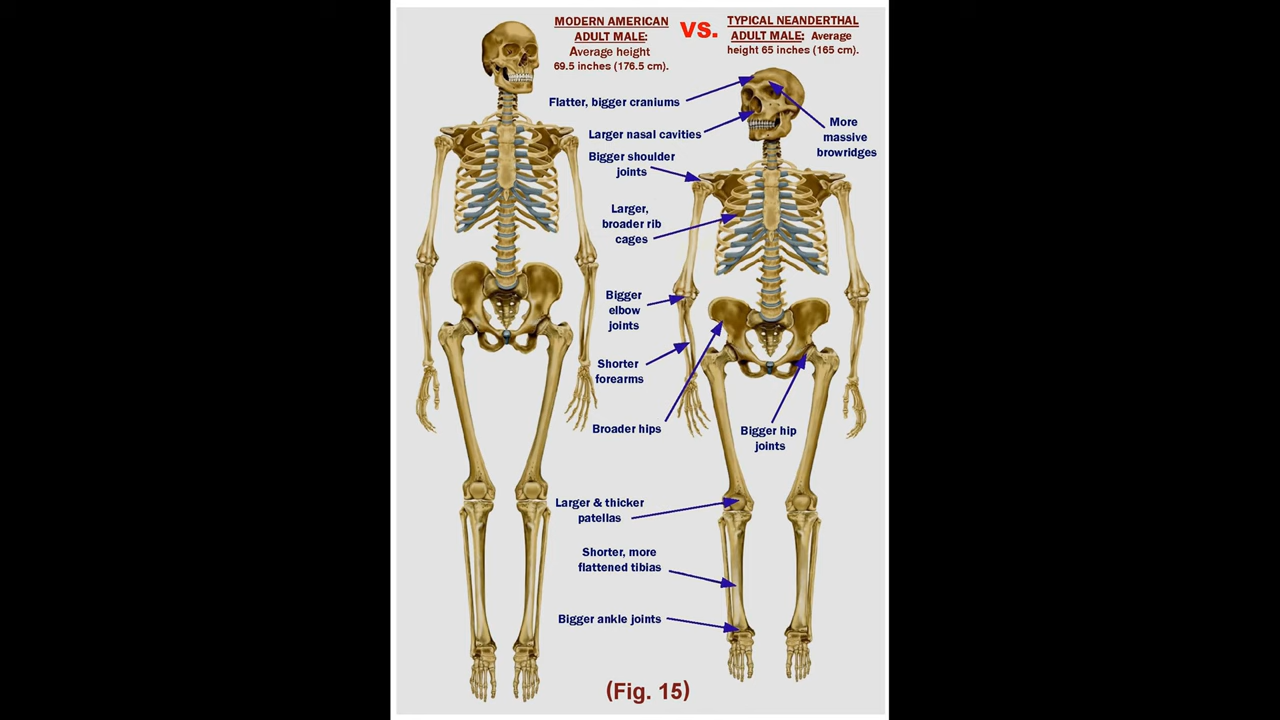 MODERN AMERICAN
ADULT MALE:
Average height
69.5 inches (176.5 cm).
VS.
TYPICAL NEANDERTHAL
ADULT MALE: Average
height 65 inches (165 cm).
Flatter, bigger craniums
More
massive
browridges
Larger nasal cavities
Bigger shoulder
joints
Larger,
broader rib
cages
Bigger
elbow
joints
Shorter
forearms
Broader hips
Bigger hip
joints
Larger & thicker
patellas
Shorter, more
flattened tibias
Bigger ankle joints
(Fig. 15)